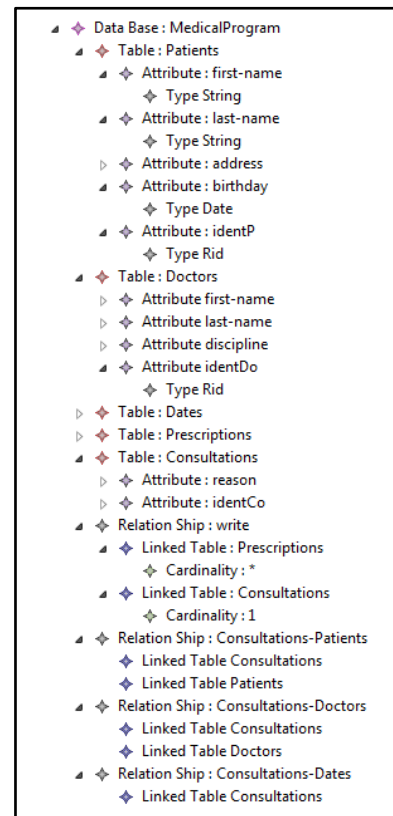 Data Base : MedicalProgram
Table : Patients
Attribute : first-name
Type String
Attribute : last-name
Type String
Attribute : address
Attribute : birthday
Type Date
Attribute : identP
Type Rid
Table : Doctors
Attribute first-name
Attribute last-name
Attribute discipline
Attribute identDo
Type Rid
Table : Dates
Table : Prescriptions
Table : Consultations
Attribute : reason
Attribute : identCo
Relation Ship : write
Linked Table : Prescriptions
Cardinality : *
Linked Table : Consultations
Cardinality : 1
Relation Ship : Consultations-Patients
Linked Table Consultations
Linked Table Patients
Relation Ship : Consultations-Doctors
Linked Table Consultations
Linked Table Doctors
Relation Ship : Consultations-Dates
Linked Table Consultations